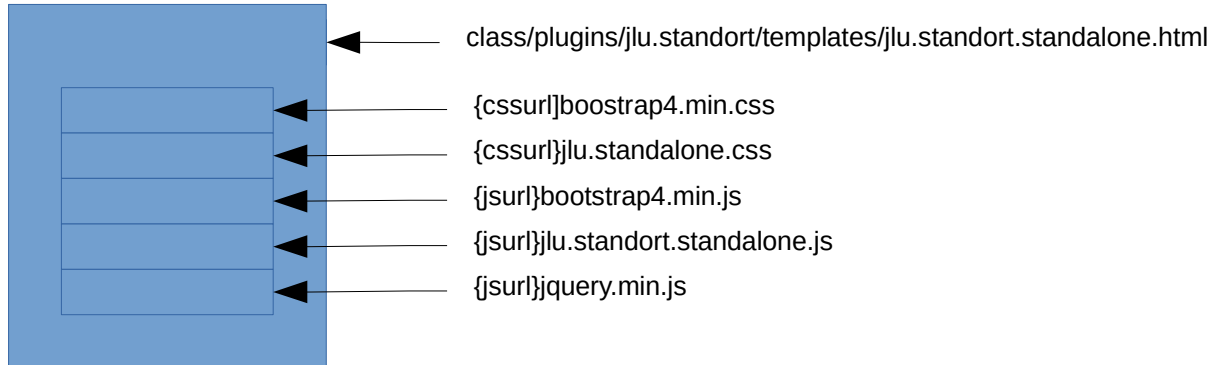 class/plugins/jlu.standort/templates/jlu.standort.standalone.html
{cssurl]boostrap4.min.css
{cssurl}jlu.standalone.css
{jsurl}bootstrap4.min.js
{jsurl}jlu.standort.standalone.js
{jsurl}jquery.min.js